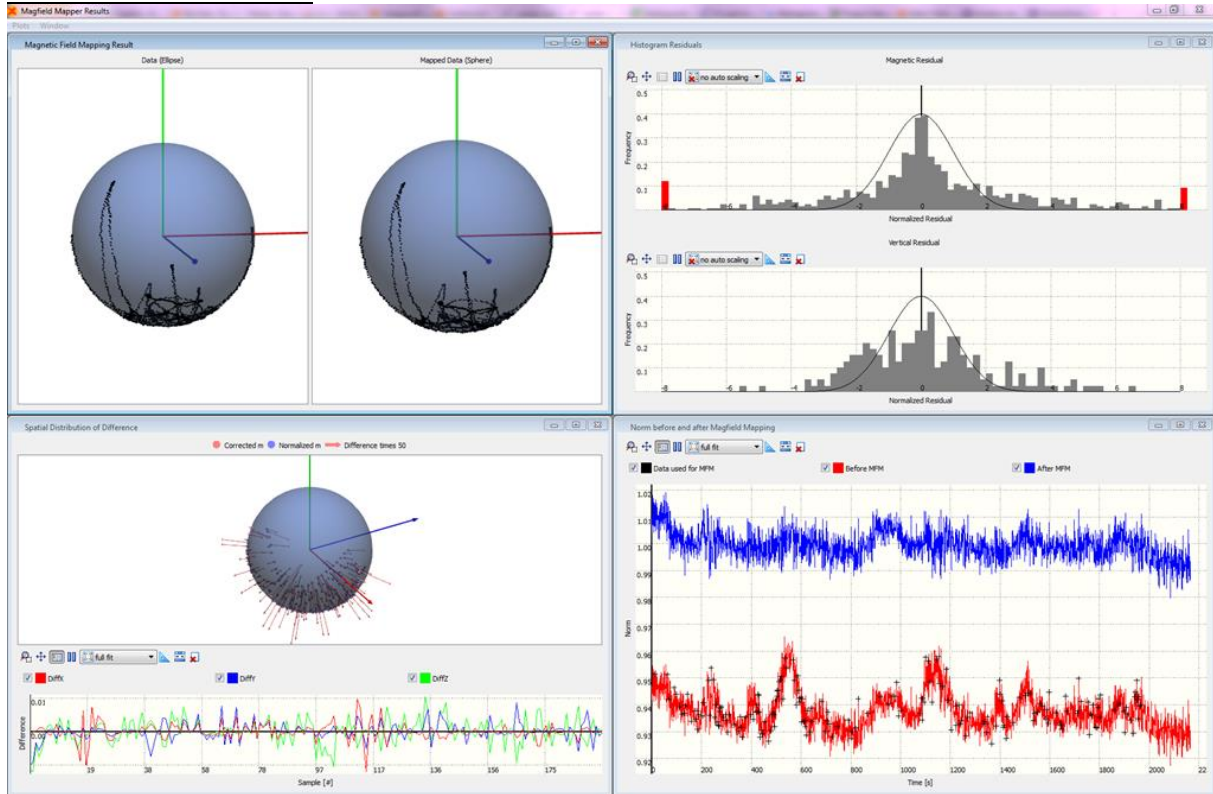 Magfield Mapper Results
Plots Window
Magnetic Field Mapping Result
Data (Ellipse)
Mapped Data (Sphere)
Histogram Residuals
no auto scaling
Magnetic Residual
0.5
0.4
0.3
0.2
0.1
Frequency
-8 -6 -4 -2 0 2 4 6 8
Normalized Residual
Vertical Residual
no auto scaling
0.5
0.4
0.3
0.2
0.1
Frequency
-8 -6 -4 -2 0 2 4 6 8
Normalized Residual
Spatial Distribution of Difference
Corrected m Normalized m Difference times 50
full fit
DiffX DiffY DiffZ
0.01
0.00
Difference
19 38 58 78 97 117 136 156 175
Sample [#]
Norm before and after Magfield Mapping
full fit
Data used for MFM Before MFM After MFM
1.02
1.01
1.00
0.99
0.98
0.97
0.96
0.95
0.94
0.93
0.92
Norm
0 200 400 600 800 1000 1200 1400 1600 1800 2000 22
Time [s]